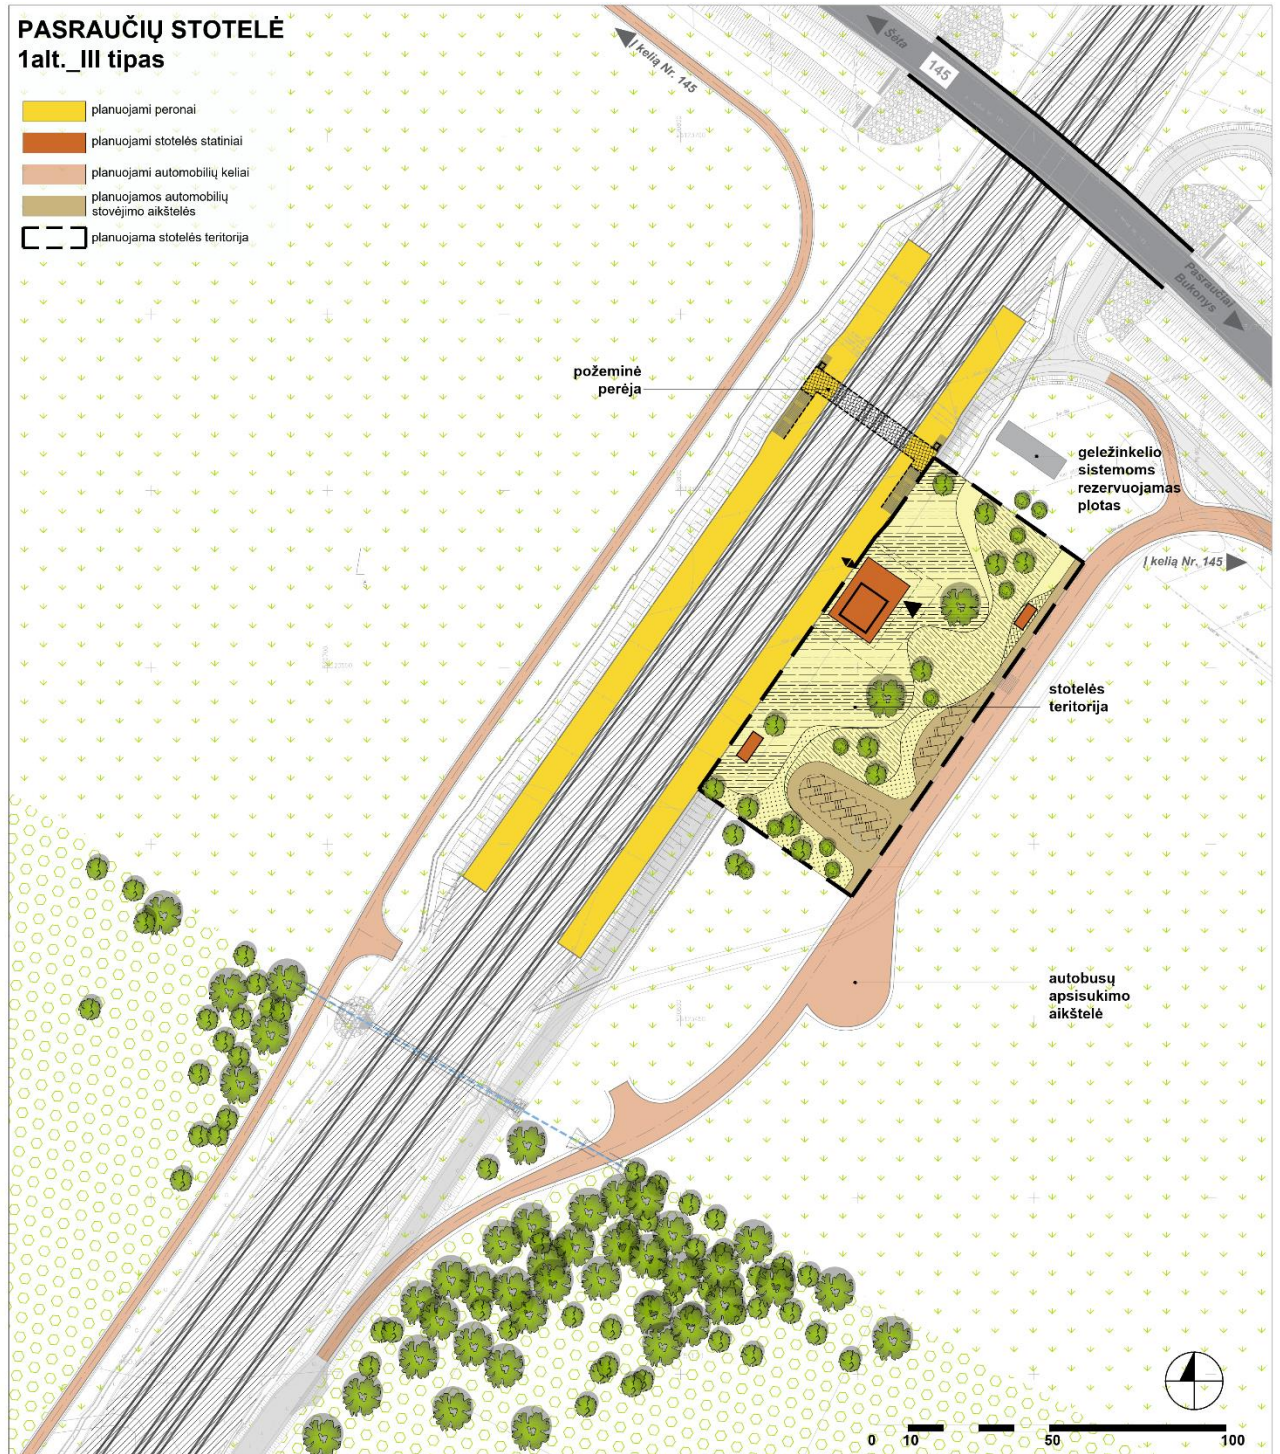 PASRAUČIŲ STOTELĖ
1alt._III tipas
planuojami peronai
planuojami stotelės statiniai
planuojami automobilių keliai
planuojamos automobilių
stovėjimo aikštelės
planuojama stotelės teritorija
Į kelią Nr. 145
Šėta
145
Pasraučiai
Bukonys
požeminė
perėja
geležinkelio
sistemoms
rezervuojamas
plotas
Į kelią Nr. 145
stotelės
teritorija
autobusų
apsisukimo
aikštelė
0 10 50 100